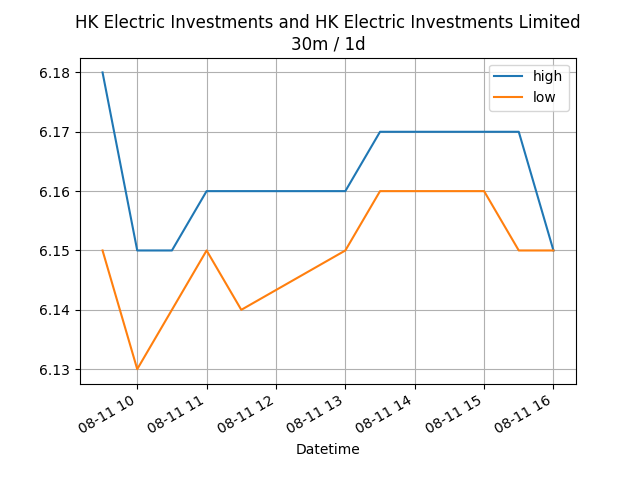 HK Electric Investments and HK Electric Investments Limited
30m / 1d
high
low
6.18
6.17
6.16
6.15
6.14
6.13
08-11 10
08-11 11
08-11 12
08-11 13
08-11 14
08-11 15
08-11 16
Datetime